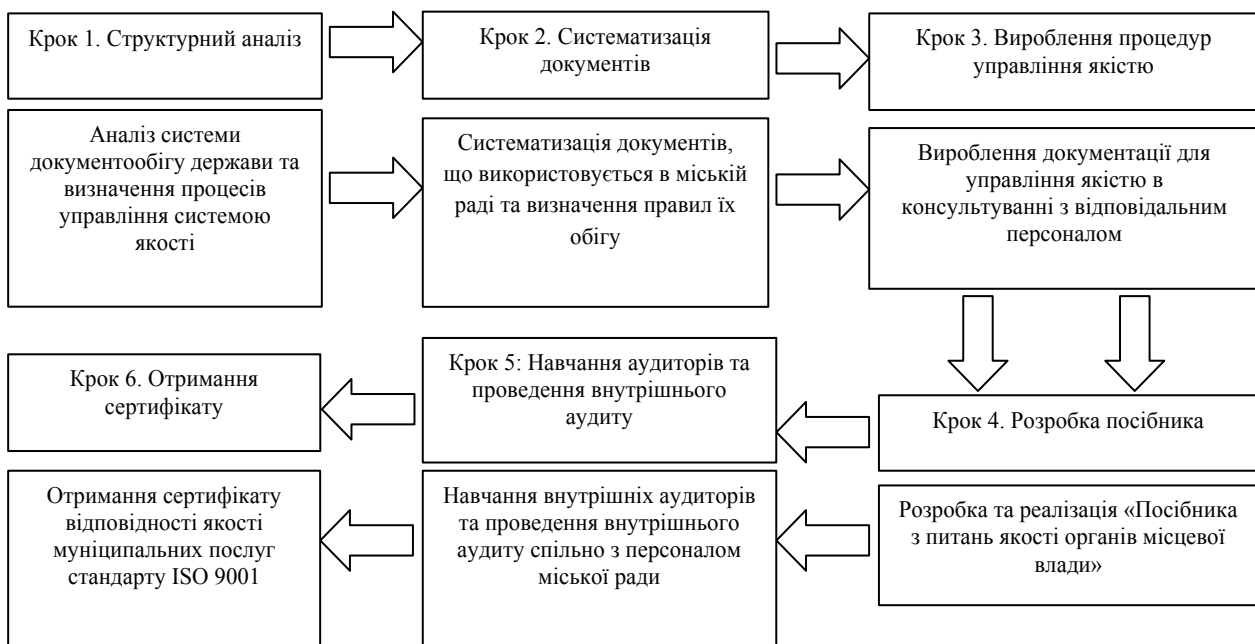 Крок 1. Структурний аналіз
Крок 2. Систематизація
документів
Крок 3. Вироблення процедур
управління якістю
Аналіз системи
документообігу держави та
визначення процесів
управління системою
якості
Систематизація документів,
що використовується в міській
раді та визначення правил їх
обігу
Вироблення документації для
управління якістю в
консультуванні з відповідальним
персоналом
Крок 4. Розробка посібника
Розробка та реалізація «Посібника
з питань якості органів місцевої
влади»
Крок 5: Навчання аудиторів та
проведення внутрішнього
аудиту
Навчання внутрішніх аудиторів
та проведення внутрішнього
аудиту спільно з персоналом
міської ради
Крок 6. Отримання
сертифікату
Отримання сертифікату
відповідності якості
муніципальних послуг
стандарту ISO 9001